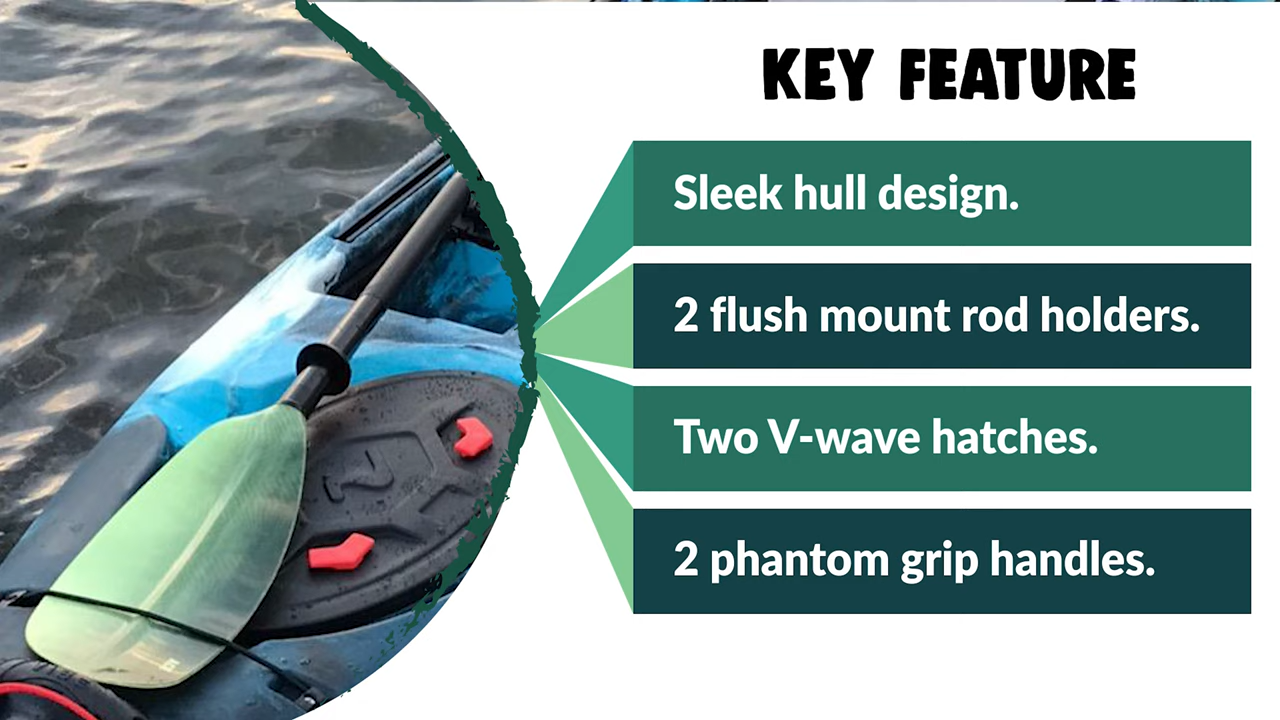 KEY FEATURE
Sleek hull design.
2 flush mount rod holders.
Two V-wave hatches.
2 phantom grip handles.